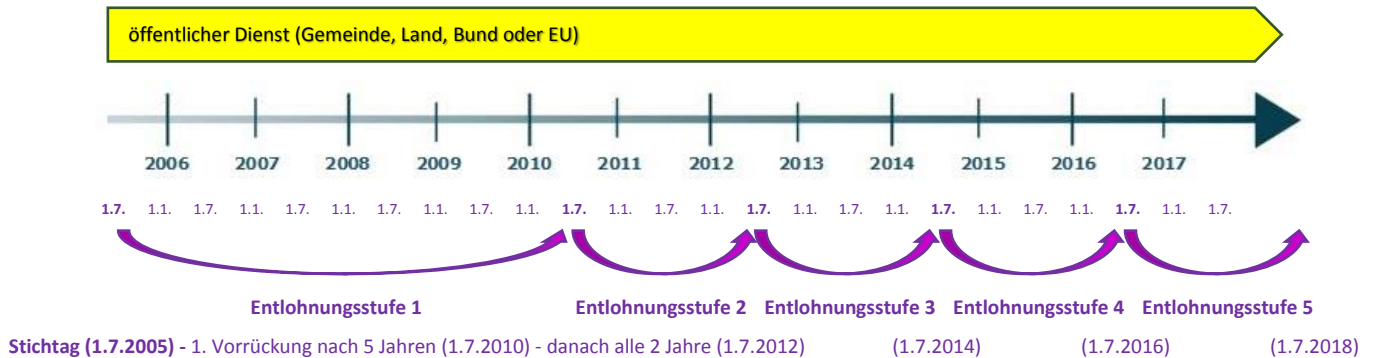 öffentlicher Dienst (Gemeinde, Land, Bund oder EU)
2006 2007 2008 2009 2010 2011 2012 2013 2014 2015 2016 2017
1.7. 1.1. 1.7. 1.1. 1.7. 1.1. 1.7. 1.1. 1.7. 1.1. 1.7. 1.1. 1.7. 1.1. 1.7. 1.1. 1.7. 1.1. 1.7. 1.1. 1.7. 1.1. 1.7. 1.1. 1.7.
Entlohnungsstufe 1 Entlohnungsstufe 2 Entlohnungsstufe 3 Entlohnungsstufe 4 Entlohnungsstufe 5
Stichtag (1.7.2005) - 1. Vorrückung nach 5 Jahren (1.7.2010) - danach alle 2 Jahre (1.7.2012) (1.7.2014) (1.7.2016) (1.7.2018)